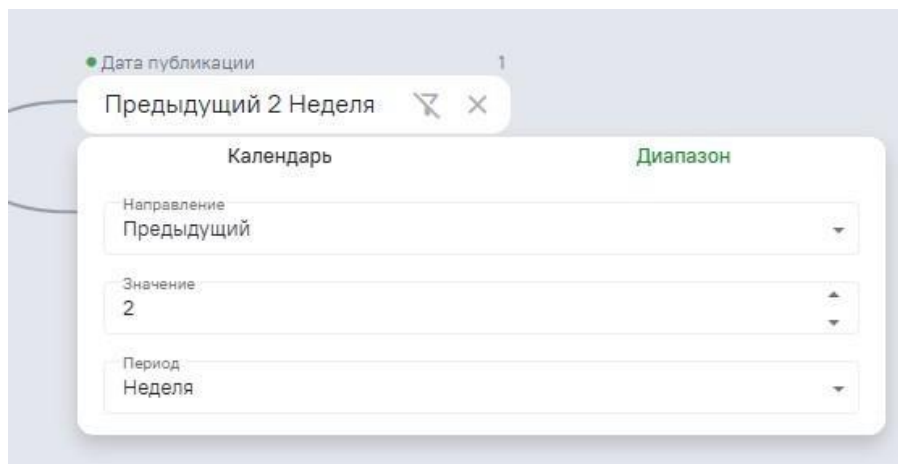 Дата публикации 1
Предыдущий 2 Неделя
Календарь Диапазон
Направление
Предыдущий
Значение
2
Период
Неделя